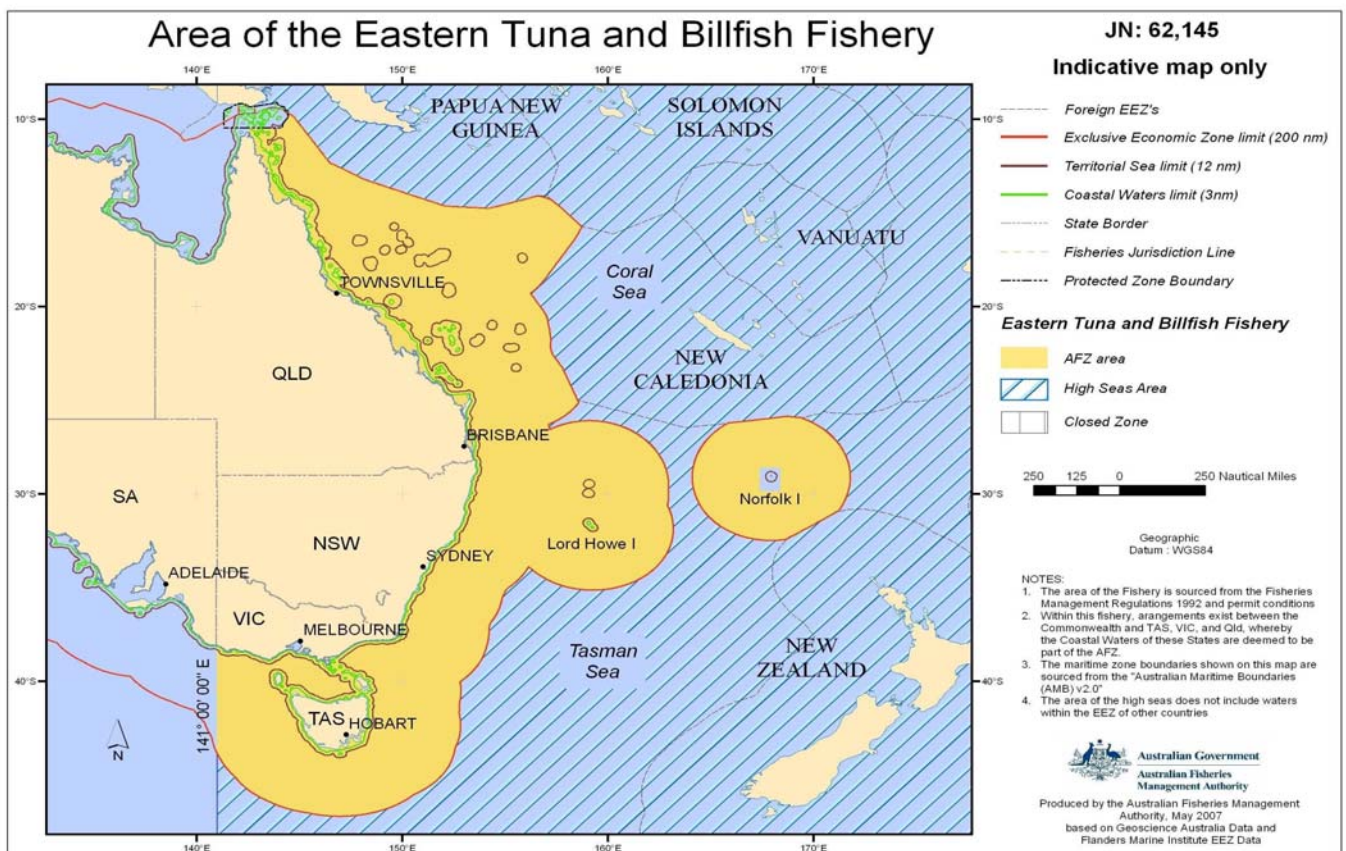 Area of the Eastern Tuna and Billfish Fishery
JN: 62,145
Indicative map only
140°E
150°E
160°E
170°E
10°S
10°S
PAPUA NEW
GUINEA
SOLOMON
ISLANDS
VANUATU
Coral
Sea
TOWNSVILLE
20°S
20°S
NEW
CALEDONIA
QLD
BRISBANE
SA
30°S
30°S
Norfolk I
Lord Howe I
NSW
SYDNEY
ADELAIDE
VIC
MELBOURNE
Tasman
Sea
NEW
ZEALAND
40°S
40°S
141° 00' 00" E
TAS
HOBART
N
140°E
150°E
160°E
170°E
Foreign EEZ's
Exclusive Economic Zone limit (200 nm)
Territorial Sea limit (12 nm)
Coastal Waters limit (3nm)
State Border
Fisheries Jurisdiction Line
Protected Zone Boundary
Eastern Tuna and Billfish Fishery
AFZ area
High Seas Area
Closed Zone
250 125 0 250 Nautical Miles
Geographic
Datum : WGS84
NOTES:
1. The area of the Fishery is sourced from the Fisheries
Management Regulations 1992 and permit conditions
2. Within this fishery, arangements exist between the
Commonwealth and TAS, VIC, and Qld, whereby
the Coastal Waters of these States are deemed to be
part of the AFZ.
3. The maritime zone boundaries shown on this map are
sourced from the "Australian Maritime Boundaries
(AMB) v2.0"
4. The area of the high seas does not include waters
within the EEZ of other countries
Australian Government
Australian Fisheries
Management Authority
Produced by the Australian Fisheries Management
Authority, May 2007
based on Geoscience Australia Data and
Flanders Marine Institute EEZ Data